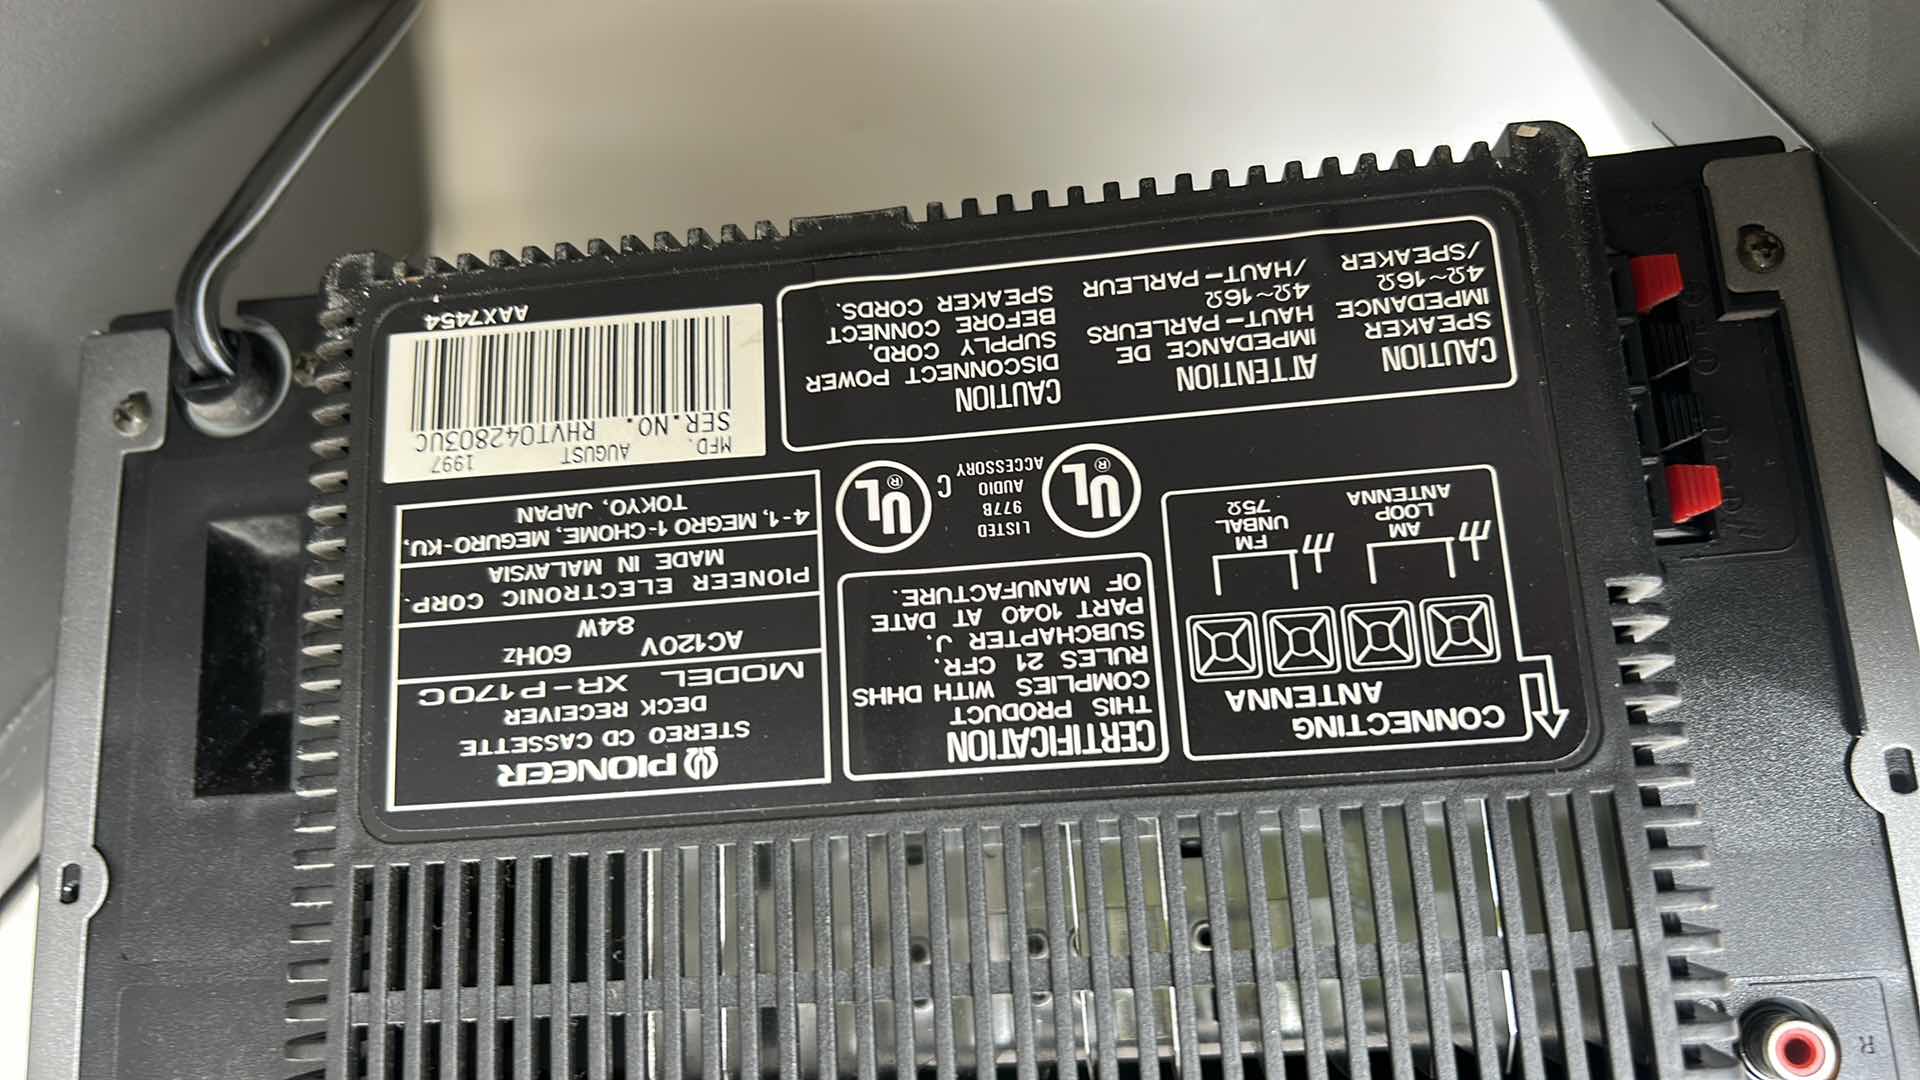 PIONEER
STEREO CD CASSETTE
DECK RECEIVER
MODEL XR-P170C
AC120V 60Hz
84W
PIONEER ELECTRONIC CORP.
MADE IN MALAYSIA
4-1, MEGRO 1-CHOME, MEGURO-KU,
TOKYO, JAPAN
MFD. AUGUST 1997
SER.NO. RHVT042803UC
AAX7454
CERTIFICATION
THIS PRODUCT
COMPLIES WITH DHHS
RULES 21 CFR.
SUBCHAPTER J.
PART 1040 AT DATE
OF MANUFACTURE.
UL ®
LISTED
977B
AUDIO
ACCESSORY
C UL ®
CONNECTING
ANTENNA
AM
LOOP
ANTENNA
FM
UNBAL
75Ω
CAUTION
SPEAKER
IMPEDANCE
4Ω~16Ω
/SPEAKER
ATTENTION
IMPEDANCE DE
HAUT-PARLEURS
4Ω~16Ω
/HAUT-PARLEUR
CAUTION
DISCONNECT POWER
SUPPLY CORD,
BEFORE CONNECT
SPEAKER CORDS.
R